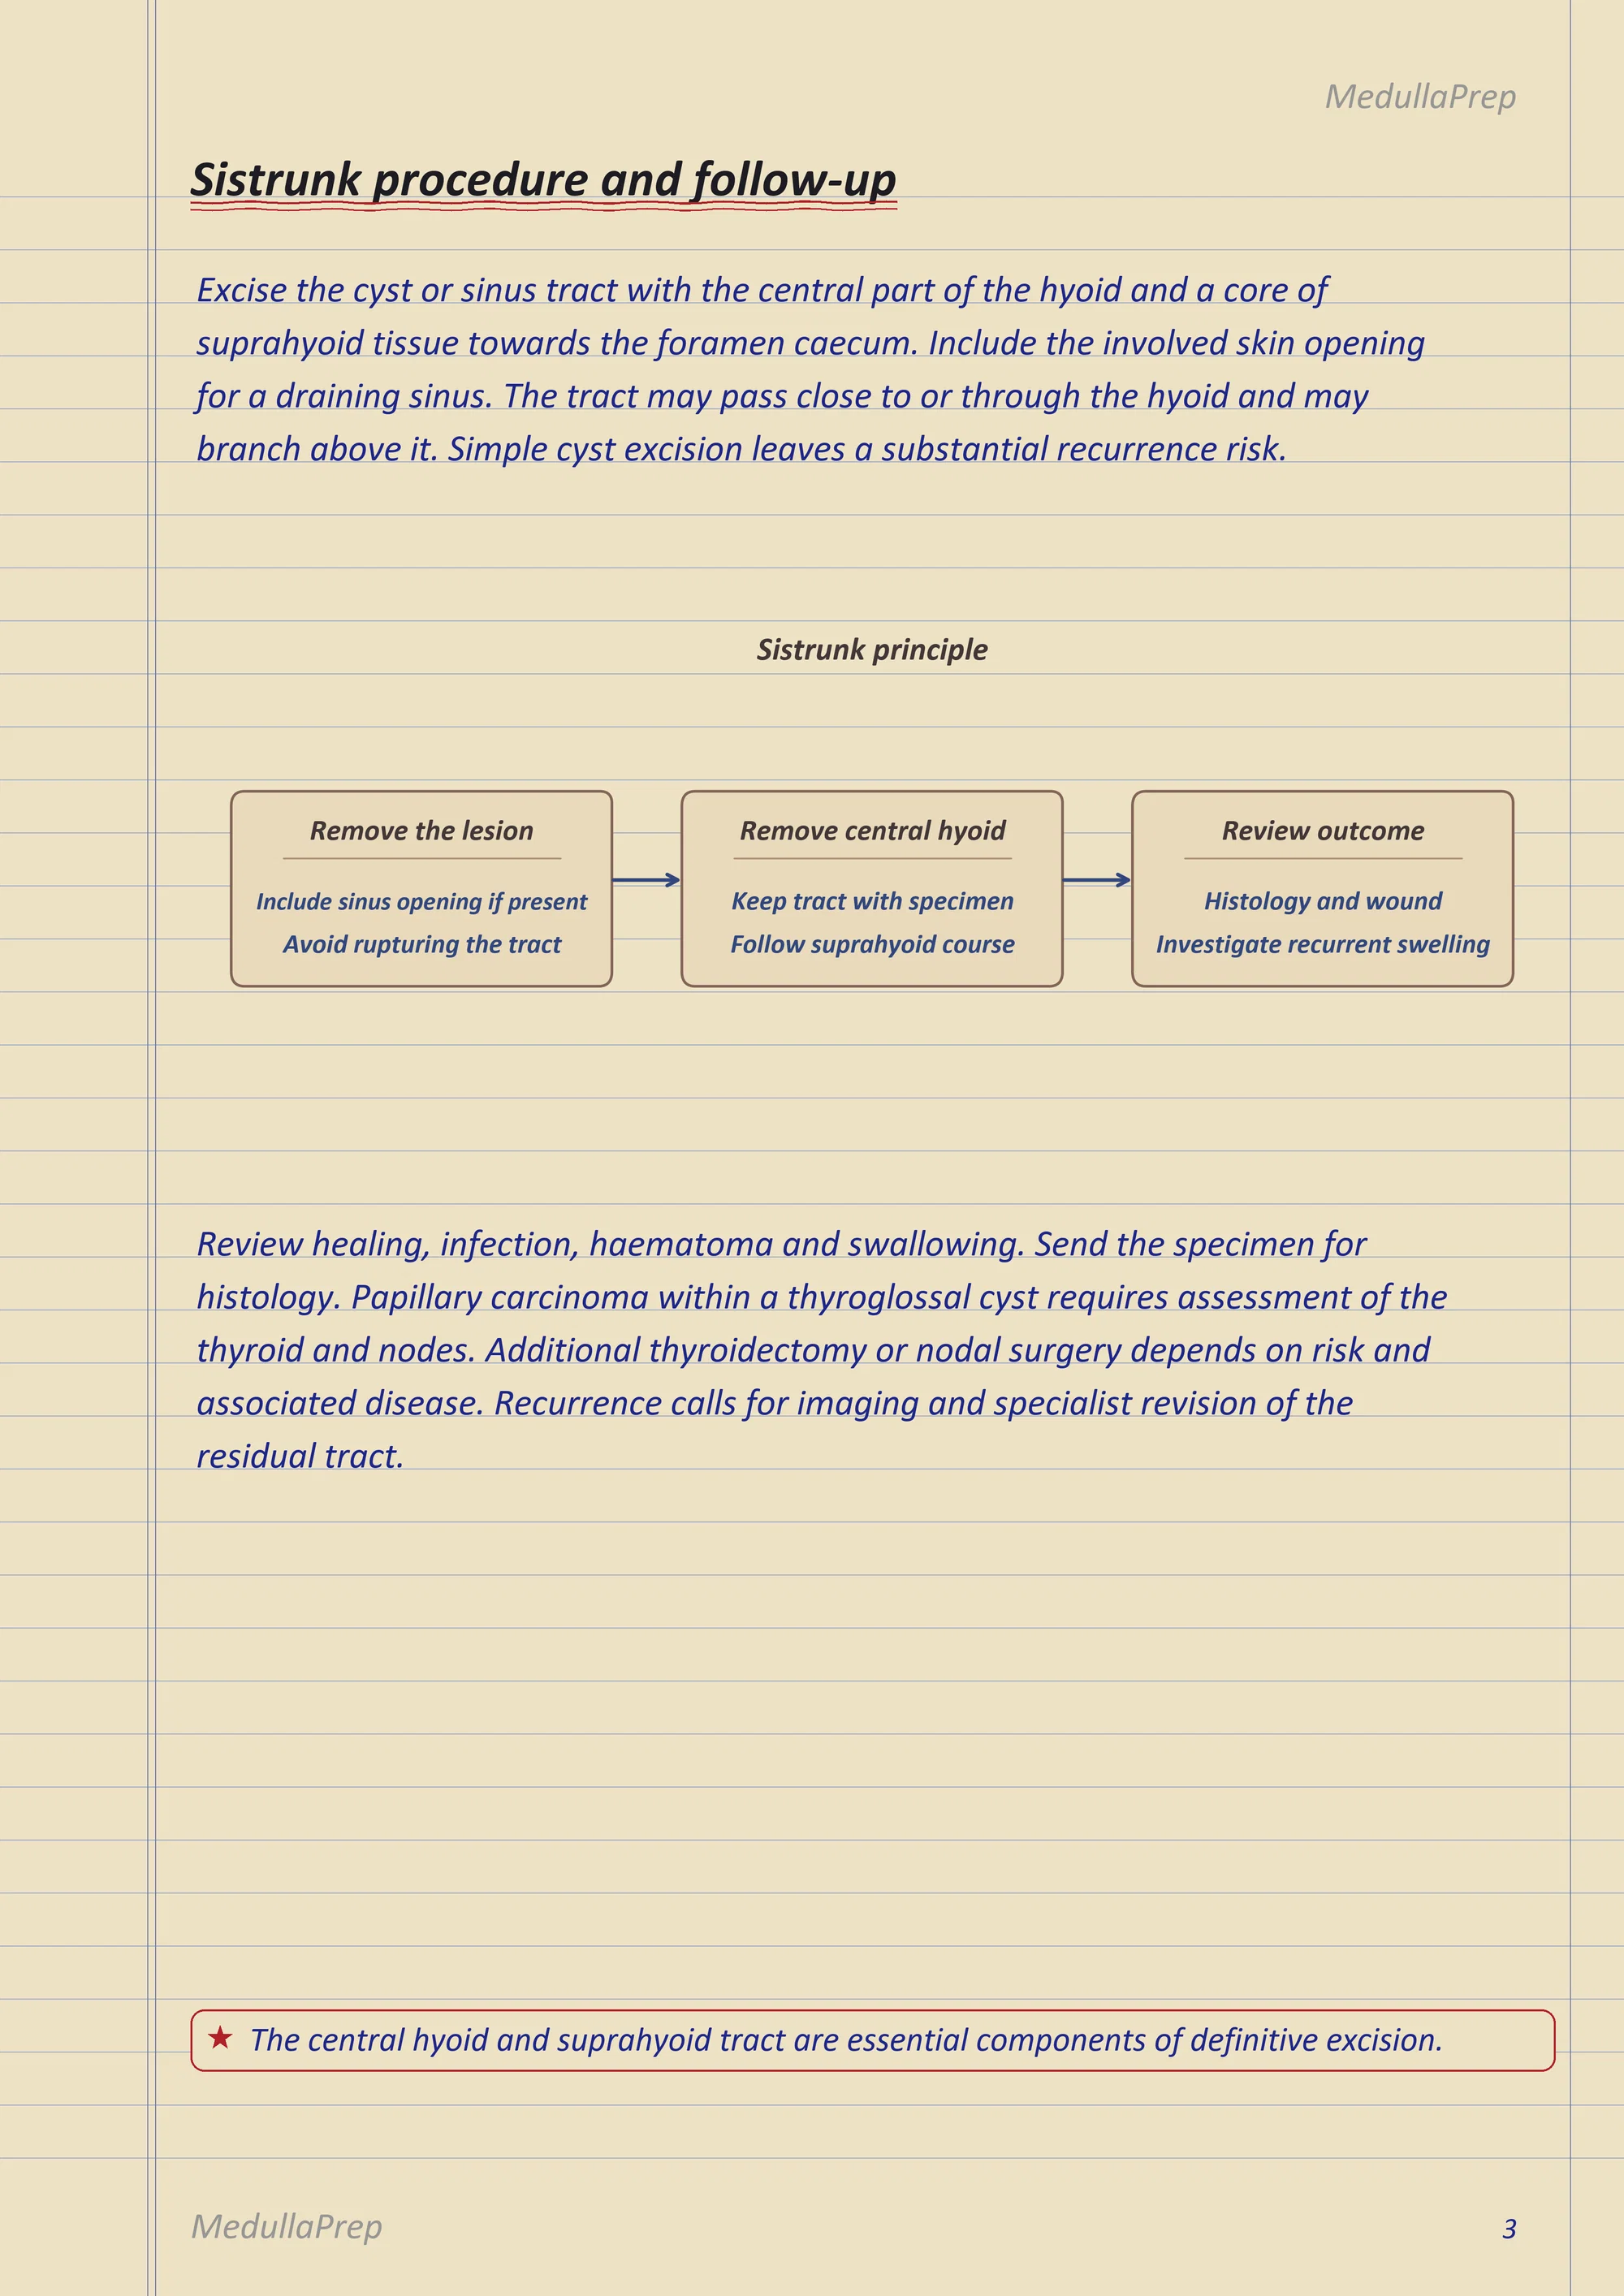 MedullaPrep
Sistrunk procedure and follow-up
Excise the cyst or sinus tract with the central part of the hyoid and a core of
suprahyoid tissue towards the foramen caecum. Include the involved skin opening
for a draining sinus. The tract may pass close to or through the hyoid and may
branch above it. Simple cyst excision leaves a substantial recurrence risk.
Sistrunk principle
Remove the lesion
Include sinus opening if present
Avoid rupturing the tract
Remove central hyoid
Keep tract with specimen
Follow suprahyoid course
Review outcome
Histology and wound
Investigate recurrent swelling
Review healing, infection, haematoma and swallowing. Send the specimen for
histology. Papillary carcinoma within a thyroglossal cyst requires assessment of the
thyroid and nodes. Additional thyroidectomy or nodal surgery depends on risk and
associated disease. Recurrence calls for imaging and specialist revision of the
residual tract.
★ The central hyoid and suprahyoid tract are essential components of definitive excision.
MedullaPrep
3